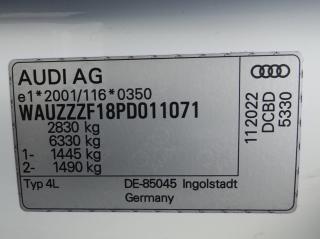 AUDI AG
e1*2001/116*0350
WAUZZZF18PD011071
2830 kg
6330 kg
1- 1445 kg
2- 1490 kg
Typ 4L DE-85045 Ingolstadt
Germany
112022
DCBD
5330